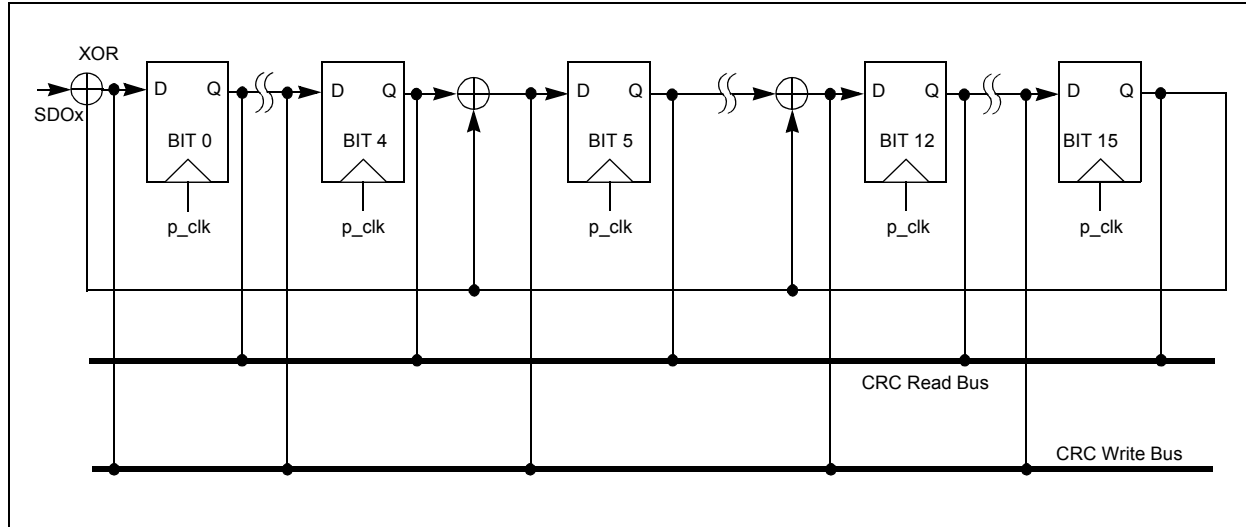 XOR
D Q D Q D Q D Q D Q
SDOx
BIT 0 BIT 4 BIT 5 BIT 12 BIT 15
p_clk p_clk p_clk p_clk p_clk
CRC Read Bus
CRC Write Bus